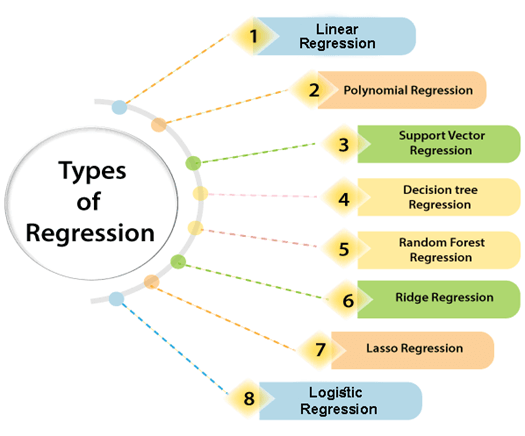 Types
of
Regression
1
Linear
Regression
2
Polynomial Regression
3
Support Vector
Regression
4
Decision tree
Regression
5
Random Forest
Regression
6
Ridge Regression
7
Lasso Regression
8
Logistic
Regression